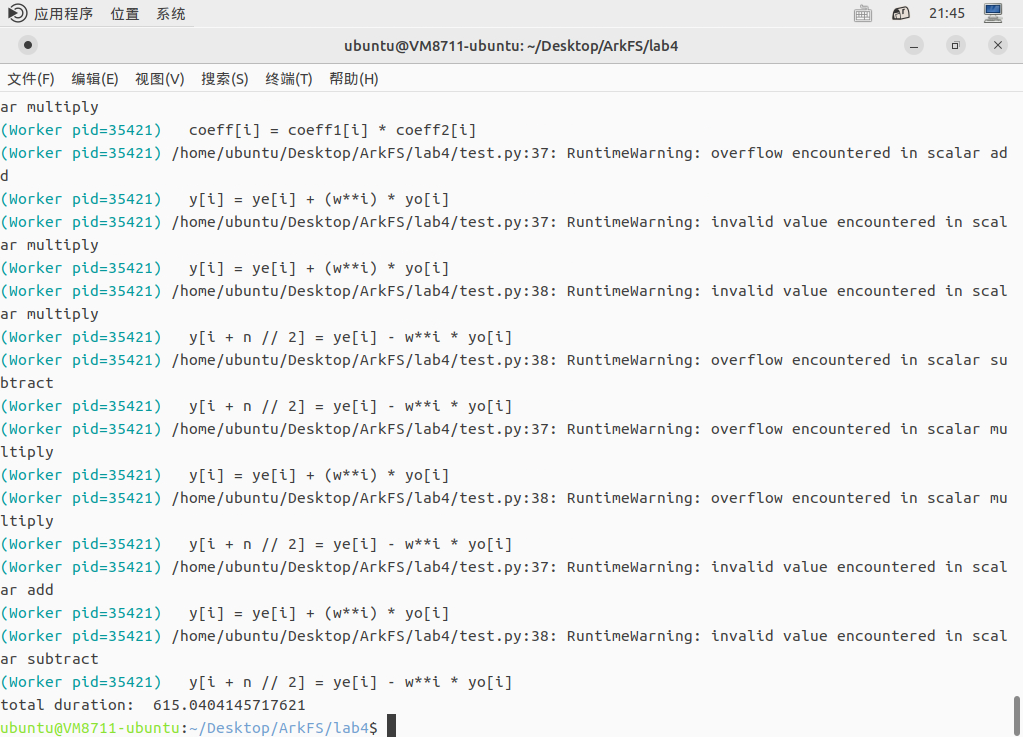 应用程序 位置 系统 21:45
ubuntu@VM8711-ubuntu: ~/Desktop/ArkFS/lab4
文件(F) 编辑(E) 视图(V) 搜索(S) 终端(T) 帮助(H)
ar multiply
(Worker pid=35421)   coeff[i] = coeff1[i] * coeff2[i]
(Worker pid=35421) /home/ubuntu/Desktop/ArkFS/lab4/test.py:37: RuntimeWarning: overflow encountered in scalar ad
d
(Worker pid=35421)   y[i] = ye[i] + (w**i) * yo[i]
(Worker pid=35421) /home/ubuntu/Desktop/ArkFS/lab4/test.py:37: RuntimeWarning: invalid value encountered in scal
ar multiply
(Worker pid=35421)   y[i] = ye[i] + (w**i) * yo[i]
(Worker pid=35421) /home/ubuntu/Desktop/ArkFS/lab4/test.py:38: RuntimeWarning: invalid value encountered in scal
ar multiply
(Worker pid=35421)   y[i + n // 2] = ye[i] - w**i * yo[i]
(Worker pid=35421) /home/ubuntu/Desktop/ArkFS/lab4/test.py:38: RuntimeWarning: overflow encountered in scalar su
btract
(Worker pid=35421)   y[i + n // 2] = ye[i] - w**i * yo[i]
(Worker pid=35421) /home/ubuntu/Desktop/ArkFS/lab4/test.py:37: RuntimeWarning: overflow encountered in scalar mu
ltiply
(Worker pid=35421)   y[i] = ye[i] + (w**i) * yo[i]
(Worker pid=35421) /home/ubuntu/Desktop/ArkFS/lab4/test.py:38: RuntimeWarning: overflow encountered in scalar mu
ltiply
(Worker pid=35421)   y[i + n // 2] = ye[i] - w**i * yo[i]
(Worker pid=35421) /home/ubuntu/Desktop/ArkFS/lab4/test.py:37: RuntimeWarning: invalid value encountered in scal
ar add
(Worker pid=35421)   y[i] = ye[i] + (w**i) * yo[i]
(Worker pid=35421) /home/ubuntu/Desktop/ArkFS/lab4/test.py:38: RuntimeWarning: invalid value encountered in scal
ar subtract
(Worker pid=35421)   y[i + n // 2] = ye[i] - w**i * yo[i]
total duration:  615.0404145717621
ubuntu@VM8711-ubuntu:~/Desktop/ArkFS/lab4$